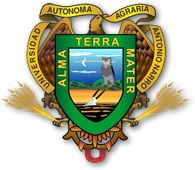 UNIVERSIDAD AUTONOMA AGRARIA ANTONIO NARRO
ALMA TERRA MATER